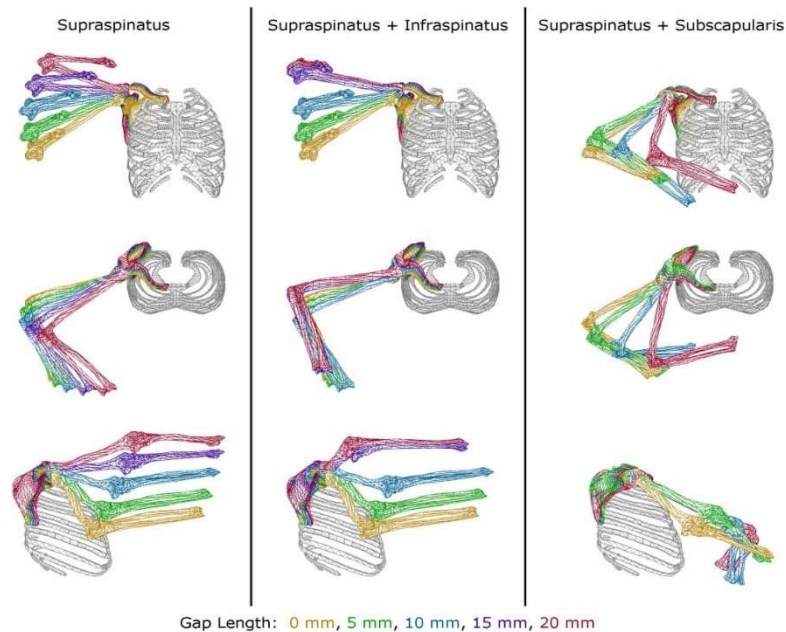 Supraspinatus
Supraspinatus + Infraspinatus
Supraspinatus + Subscapularis
Gap Length: 0 mm, 5 mm, 10 mm, 15 mm, 20 mm